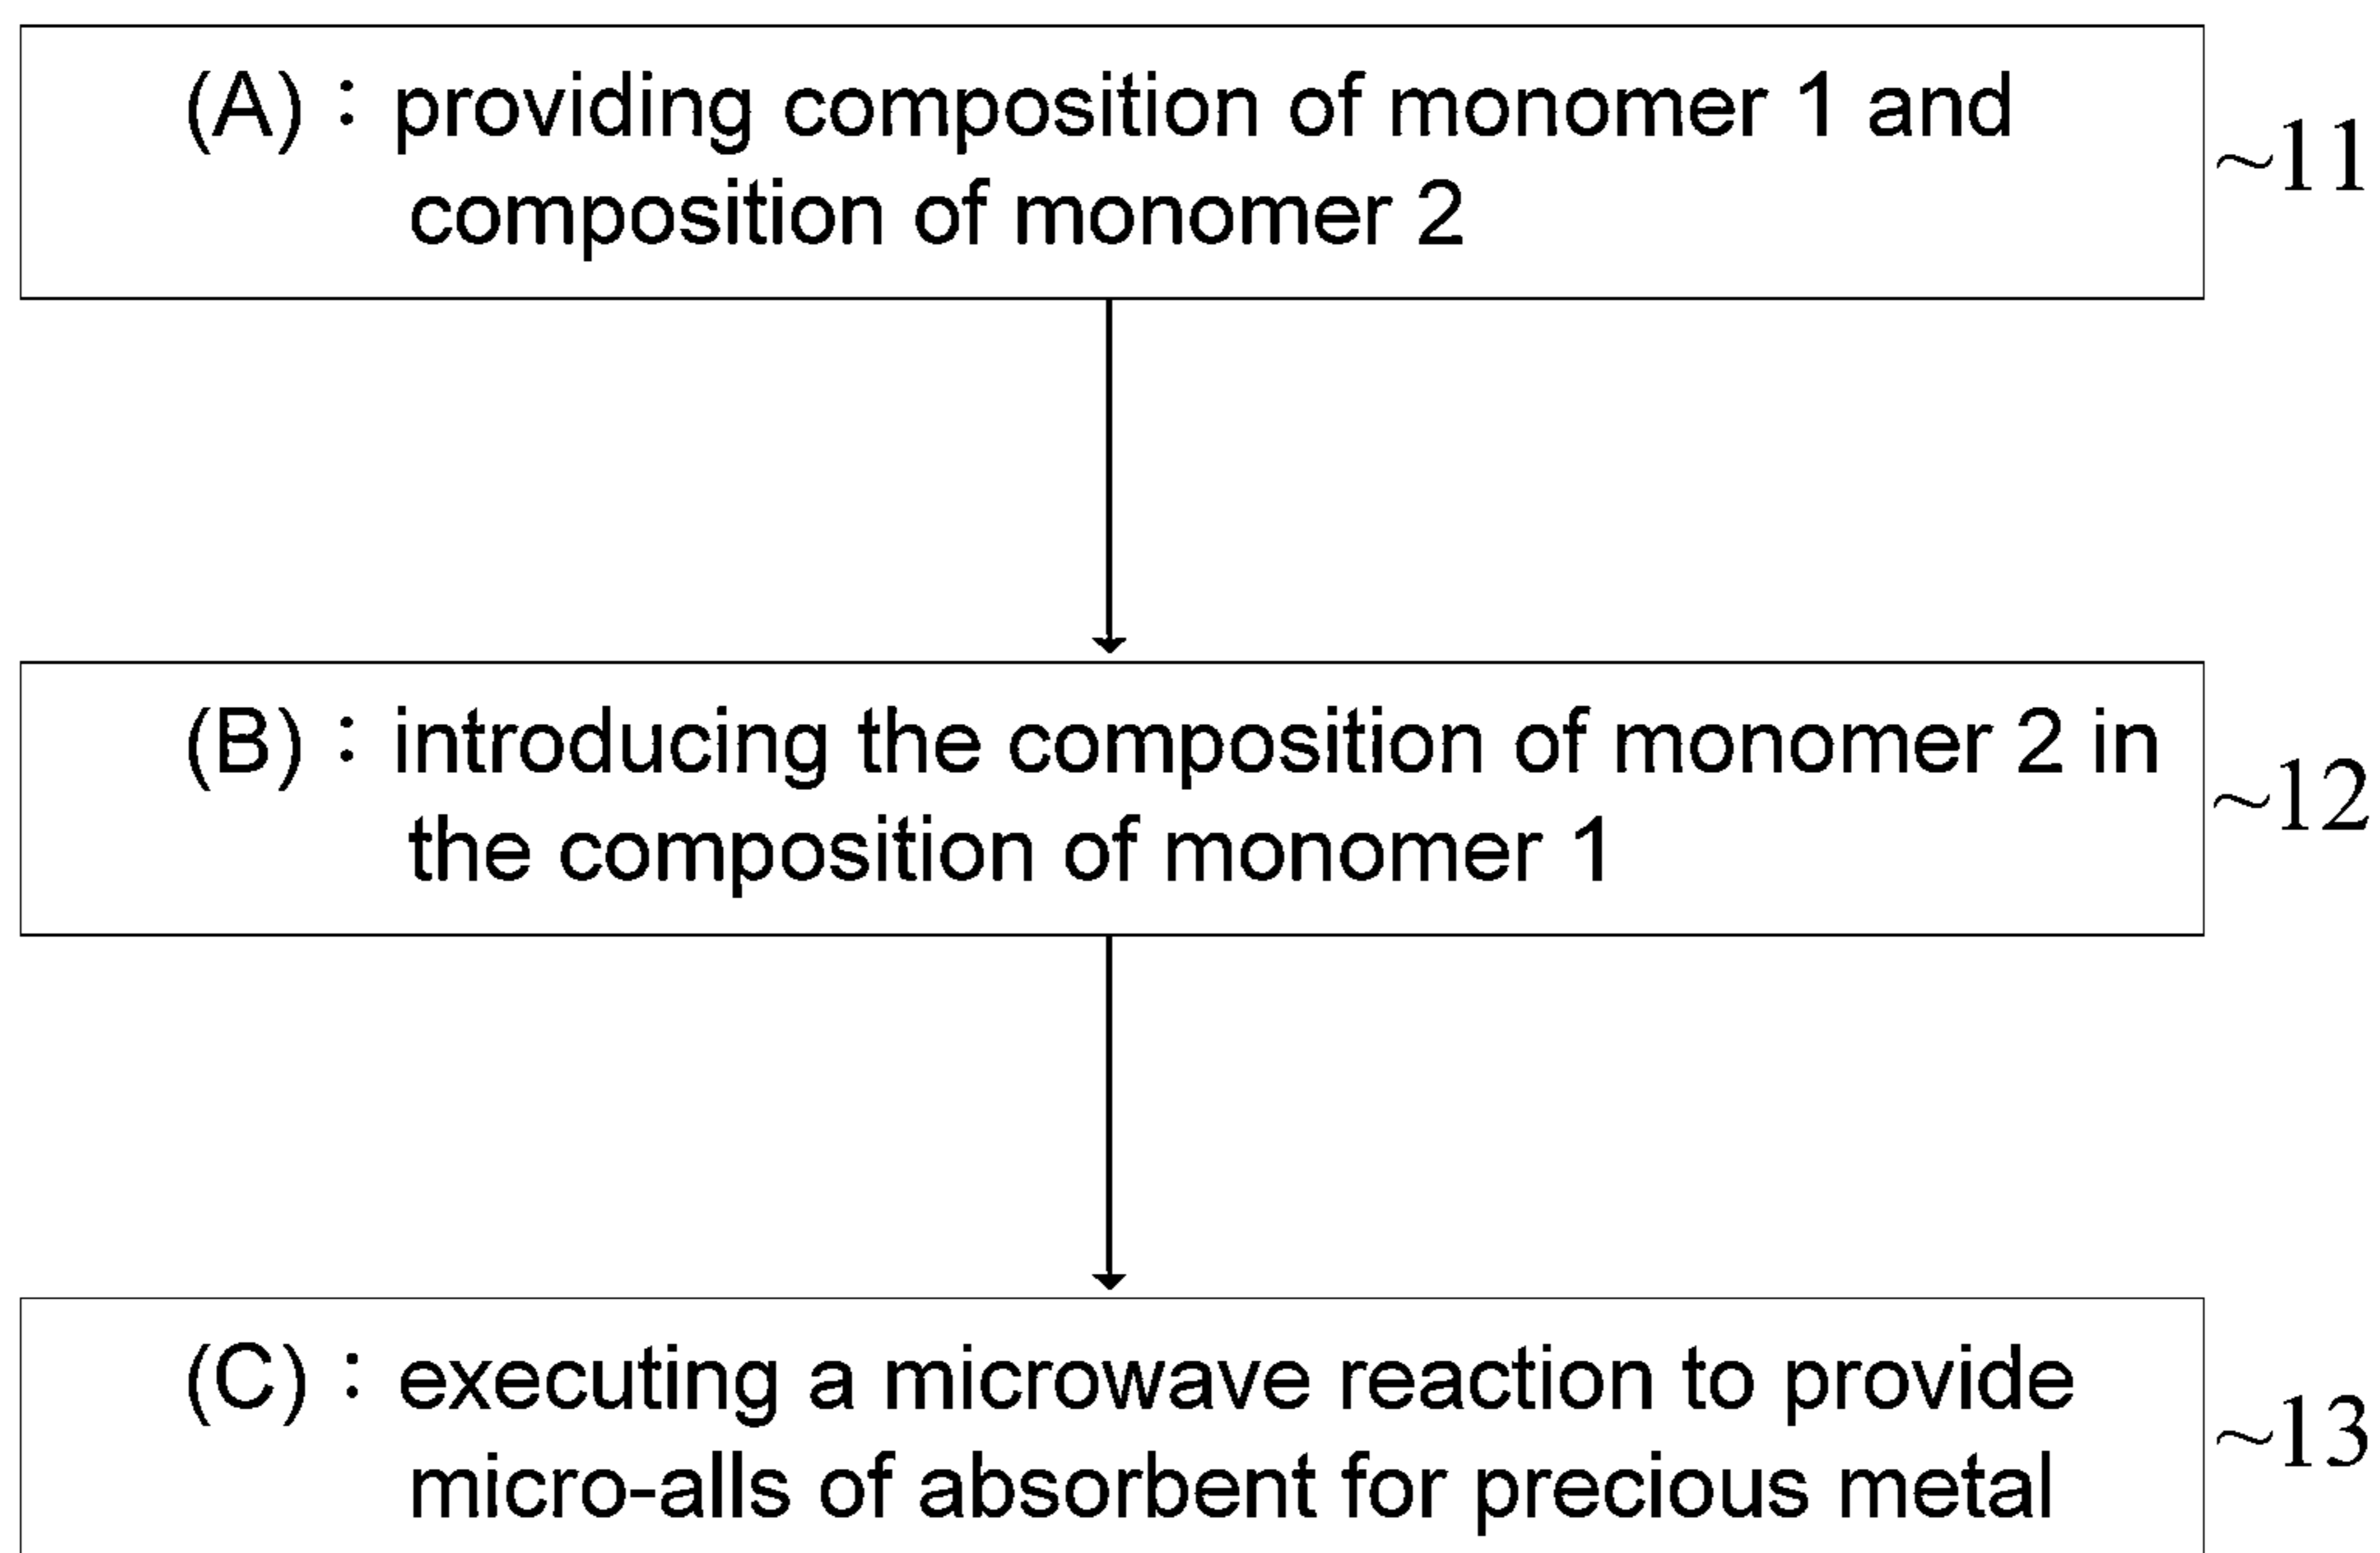 (A) : providing composition of monomer 1 and
composition of monomer 2
~11
(B) : introducing the composition of monomer 2 in
the composition of monomer 1
~12
(C) : executing a microwave reaction to provide
micro-alls of absorbent for precious metal
~13